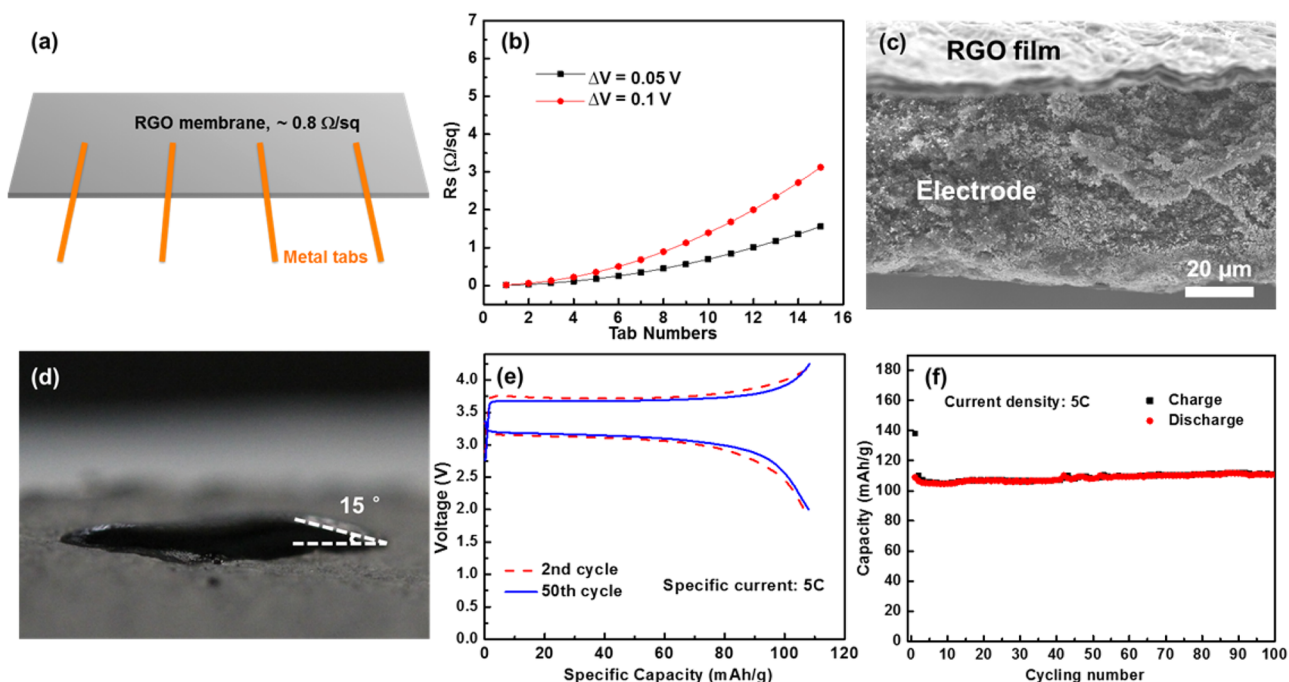 (a)
RGO membrane, ~ 0.8 Ω/sq
Metal tabs
(b)
ΔV = 0.05 V
ΔV = 0.1 V
Rs (Ω/sq)
7
6
5
4
3
2
1
0
0 2 4 6 8 10 12 14 16
Tab Numbers
(c)
RGO film
Electrode
20 µm
(d)
15 °
(e)
Voltage (V)
4.0
3.5
3.0
2.5
2.0
1.5
1.0
0.5
0.0
2nd cycle
50th cycle
Specific current: 5C
0 20 40 60 80 100 120
Specific Capacity (mAh/g)
(f)
Current density: 5C
Charge
Discharge
Capacity (mAh/g)
180
160
140
120
100
80
60
40
20
0
0 10 20 30 40 50 60 70 80 90 100
Cycling number